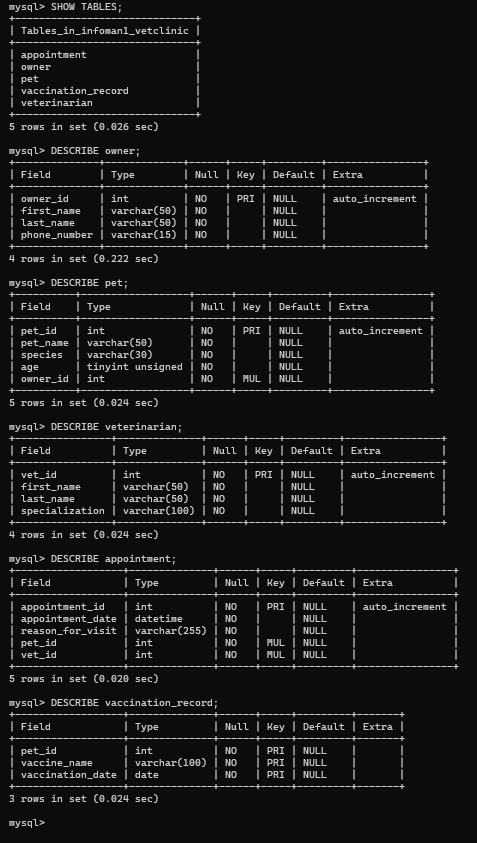 mysql> SHOW TABLES;
+------------------------------+
| Tables_in_infoman1_vetclinic |
+------------------------------+
| appointment                  |
| owner                        |
| pet                          |
| vaccination_record           |
| veterinarian                 |
+------------------------------+
5 rows in set (0.026 sec)

mysql> DESCRIBE owner;
+--------------+-------------+------+-----+---------+----------------+
| Field        | Type        | Null | Key | Default | Extra          |
+--------------+-------------+------+-----+---------+----------------+
| owner_id     | int         | NO   | PRI | NULL    | auto_increment |
| first_name   | varchar(50) | NO   |     | NULL    |                |
| last_name    | varchar(50) | NO   |     | NULL    |                |
| phone_number | varchar(15) | NO   |     | NULL    |                |
+--------------+-------------+------+-----+---------+----------------+
4 rows in set (0.222 sec)

mysql> DESCRIBE pet;
+----------+------------------+------+-----+---------+----------------+
| Field    | Type             | Null | Key | Default | Extra          |
+----------+------------------+------+-----+---------+----------------+
| pet_id   | int              | NO   | PRI | NULL    | auto_increment |
| pet_name | varchar(50)      | NO   |     | NULL    |                |
| species  | varchar(30)      | NO   |     | NULL    |                |
| age      | tinyint unsigned | NO   |     | NULL    |                |
| owner_id | int              | NO   | MUL | NULL    |                |
+----------+------------------+------+-----+---------+----------------+
5 rows in set (0.024 sec)

mysql> DESCRIBE veterinarian;
+----------------+--------------+------+-----+---------+----------------+
| Field          | Type         | Null | Key | Default | Extra          |
+----------------+--------------+------+-----+---------+----------------+
| vet_id         | int          | NO   | PRI | NULL    | auto_increment |
| first_name     | varchar(50)  | NO   |     | NULL    |                |
| last_name      | varchar(50)  | NO   |     | NULL    |                |
| specialization | varchar(100) | NO   |     | NULL    |                |
+----------------+--------------+------+-----+---------+----------------+
4 rows in set (0.024 sec)

mysql> DESCRIBE appointment;
+------------------+--------------+------+-----+---------+----------------+
| Field            | Type         | Null | Key | Default | Extra          |
+------------------+--------------+------+-----+---------+----------------+
| appointment_id   | int          | NO   | PRI | NULL    | auto_increment |
| appointment_date | datetime     | NO   |     | NULL    |                |
| reason_for_visit | varchar(255) | NO   |     | NULL    |                |
| pet_id           | int          | NO   | MUL | NULL    |                |
| vet_id           | int          | NO   | MUL | NULL    |                |
+------------------+--------------+------+-----+---------+----------------+
5 rows in set (0.020 sec)

mysql> DESCRIBE vaccination_record;
+------------------+--------------+------+-----+---------+-------+
| Field            | Type         | Null | Key | Default | Extra |
+------------------+--------------+------+-----+---------+-------+
| pet_id           | int          | NO   | PRI | NULL    |       |
| vaccine_name     | varchar(100) | NO   | PRI | NULL    |       |
| vaccination_date | date         | NO   | PRI | NULL    |       |
+------------------+--------------+------+-----+---------+-------+
3 rows in set (0.024 sec)

mysql>